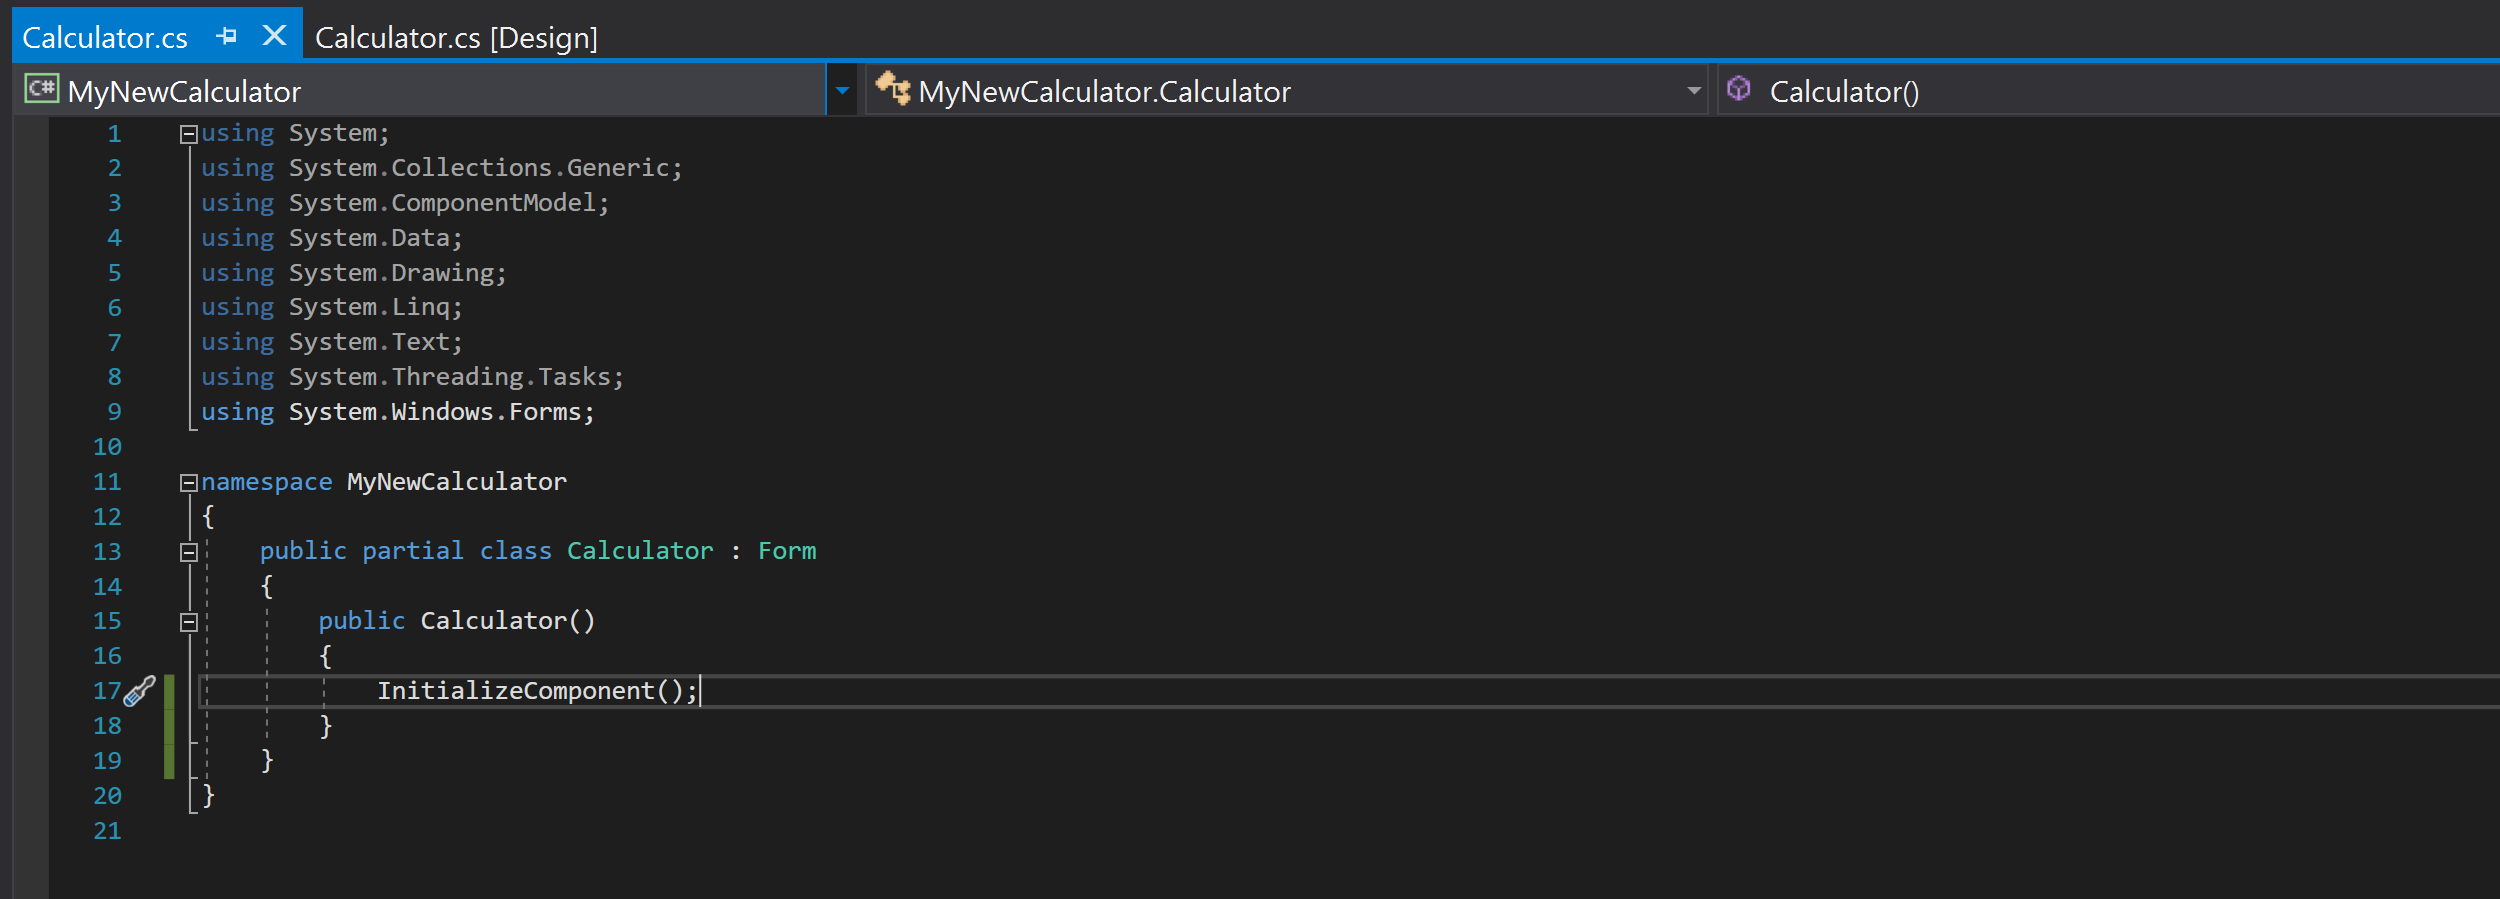 Calculator.cs Calculator.cs [Design]
C# MyNewCalculator MyNewCalculator.Calculator Calculator()
1 using System;
2 using System.Collections.Generic;
3 using System.ComponentModel;
4 using System.Data;
5 using System.Drawing;
6 using System.Linq;
7 using System.Text;
8 using System.Threading.Tasks;
9 using System.Windows.Forms;
10
11 namespace MyNewCalculator
12 {
13 public partial class Calculator : Form
14 {
15 public Calculator()
16 {
17 InitializeComponent();
18 }
19 }
20 }
21